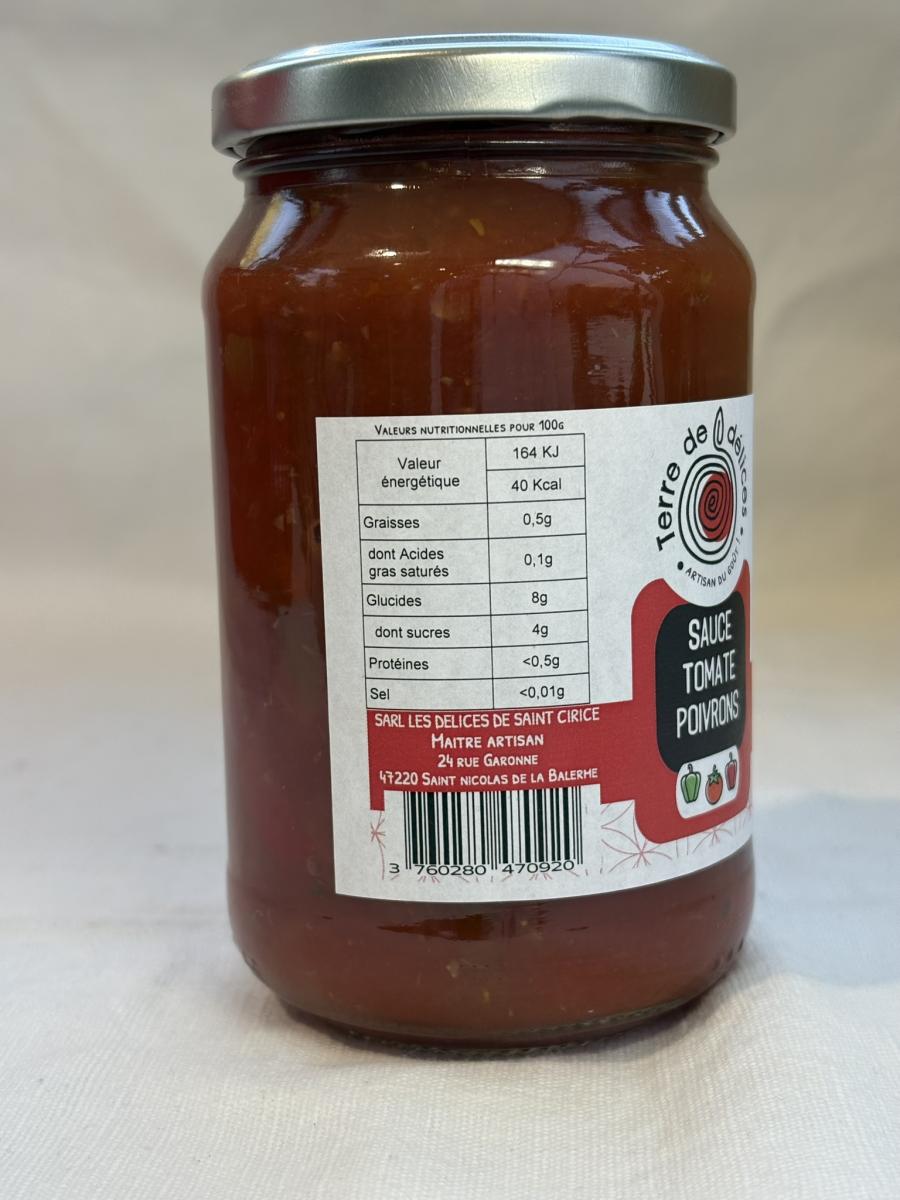 Valeurs nutritionnelles pour 100g
Valeur énergétique
164 KJ
40 Kcal
Graisses 0,5g
dont Acides gras saturés 0,1g
Glucides 8g
dont sucres 4g
Protéines <0,5g
Sel <0,01g
SARL LES DELICES DE SAINT CIRICE
MAITRE ARTISAN
24 RUE GARONNE
47220 SAINT NICOLAS DE LA BALERME
3 760280 470920
Terre de délices
• ARTISAN DU GOÛT ! •
SAUCE
TOMATE
POIVRONS